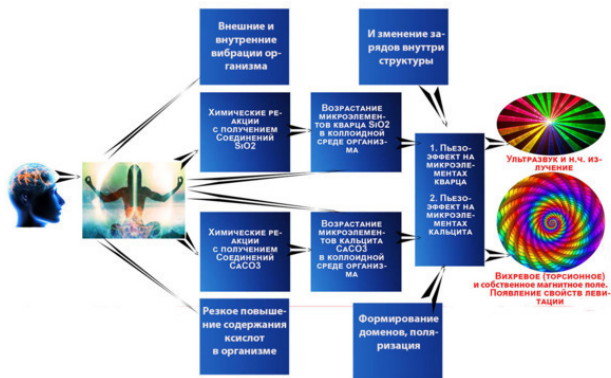 Внешние и
внутренние
вибрации ор-
ганизма
И зменение за-
рядов внуттри
структуры
Химические ре-
акции
с получением
Соединений
SiO2
Возрастание
микроэлемен-
тов кварца SiO2
в коллоидной
среде организ-
ма
1. Пьезо-
эффект на
микроэле-
ментах
кварца
2. Пьезо-
эффект на
микроэле-
ментах
кальцита
Ультразвук и н.ч. из-
лучение
Химические ре-
акции
с получением
Соединений
CaCO3
Возрастание
микроэлемен-
тов кальцита
CaCO3
в коллоидной
среде организ-
ма
Вихревое (торсионное)
и собственное магнитное поле.
Появление свойств леви-
тации
Резкое повыше-
ние содержания
ксислот
в организме
Формирование
доменов, поля-
ризация